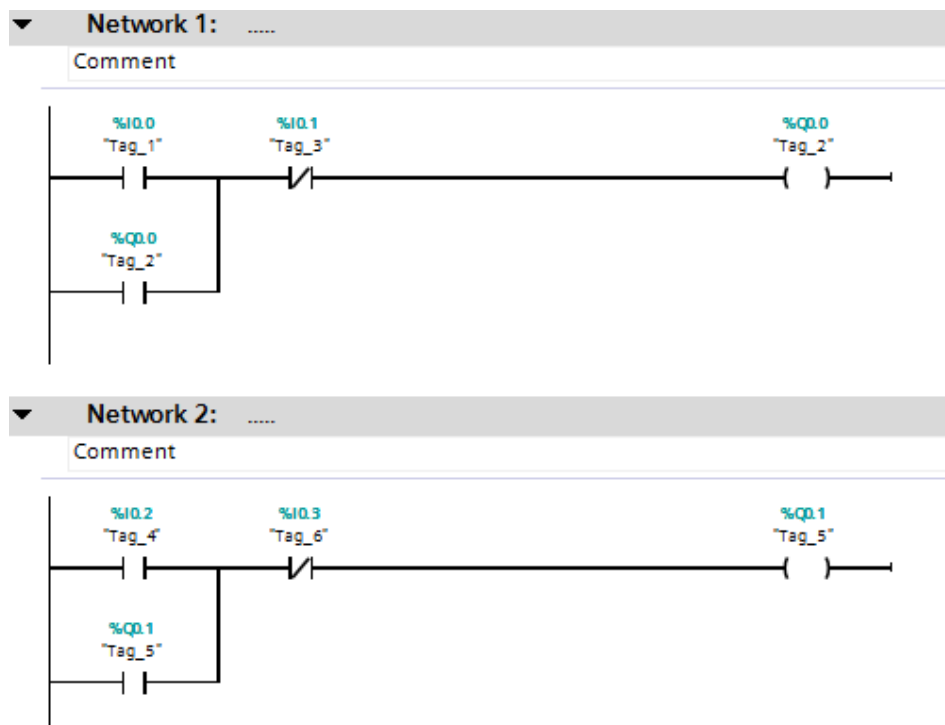 Network 1: .....
Comment
%I0.0 %I0.1 %Q0.0
"Tag_1" "Tag_3" "Tag_2"
%Q0.0
"Tag_2"
Network 2: .....
Comment
%I0.2 %I0.3 %Q0.1
"Tag_4" "Tag_6" "Tag_5"
%Q0.1
"Tag_5"